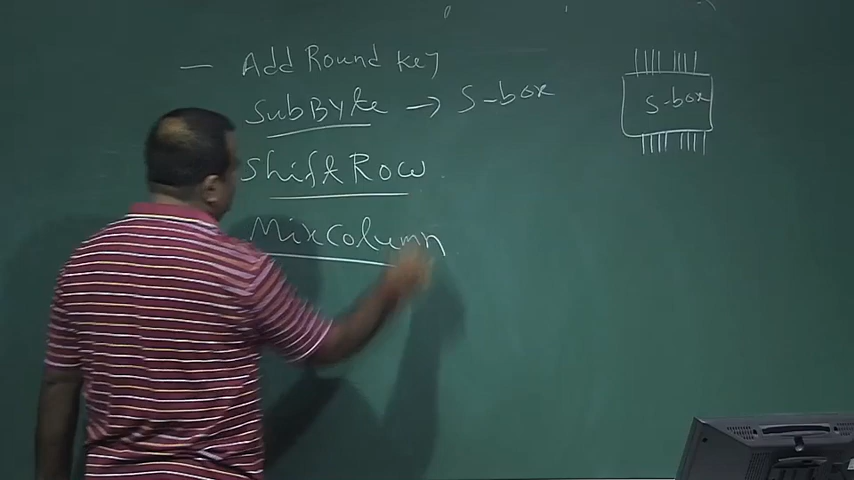 — Add Round key
SubByte → S-box
ShiftRow
MixColumn
S-box